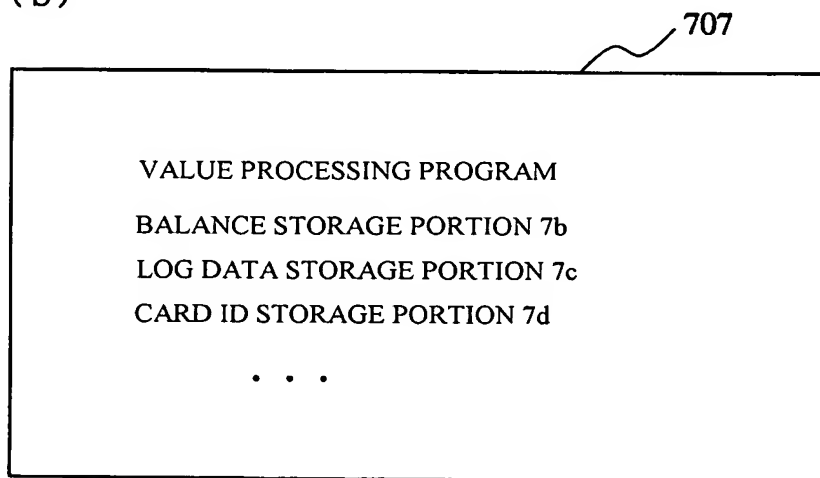 (b)
707
VALUE PROCESSING PROGRAM
BALANCE STORAGE PORTION 7b
LOG DATA STORAGE PORTION 7c
CARD ID STORAGE PORTION 7d
. . .